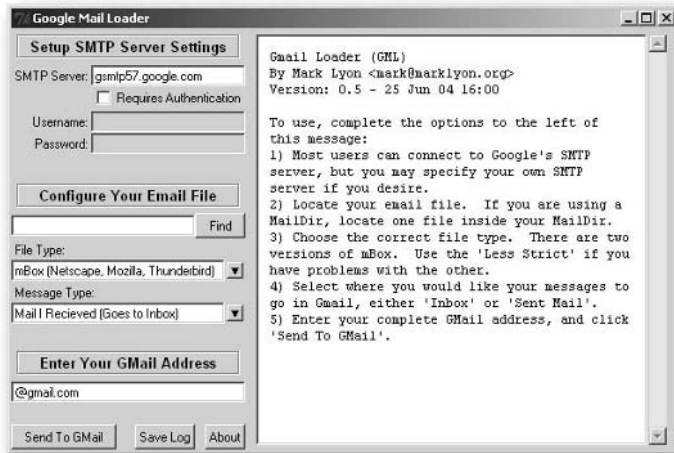 Google Mail Loader
Setup SMTP Server Settings
SMTP Server: gsmtp57.google.com
Requires Authentication
Username:
Password:
Configure Your Email File
Find
File Type:
mBox (Netscape, Mozilla, Thunderbird)
Message Type:
Mail I Recieved (Goes to Inbox)
Enter Your GMail Address
@gmail.com
Send To GMail Save Log About
Gmail Loader (GML)
By Mark Lyon <mark@marklyon.org>
Version: 0.5 - 25 Jun 04 16:00
To use, complete the options to the left of
this message:
1) Most users can connect to Google's SMTP
server, but you may specify your own SMTP
server if you desire.
2) Locate your email file.  If you are using a
MailDir, locate one file inside your MailDir.
3) Choose the correct file type.  There are two
versions of mBox.  Use the 'Less Strict' if you
have problems with the other.
4) Select where you would like your messages to
go in Gmail, either 'Inbox' or 'Sent Mail'.
5) Enter your complete GMail address, and click
'Send To GMail'.